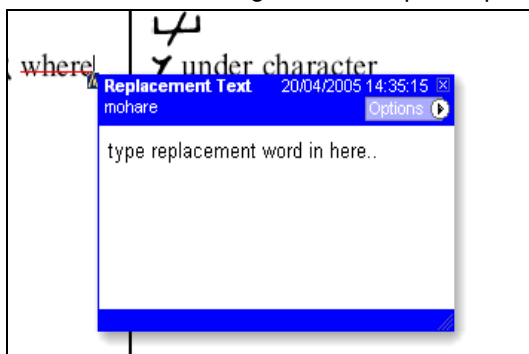 where
under character
Replacement Text 20/04/2005 14:35:15
mohare Options
type replacement word in here..